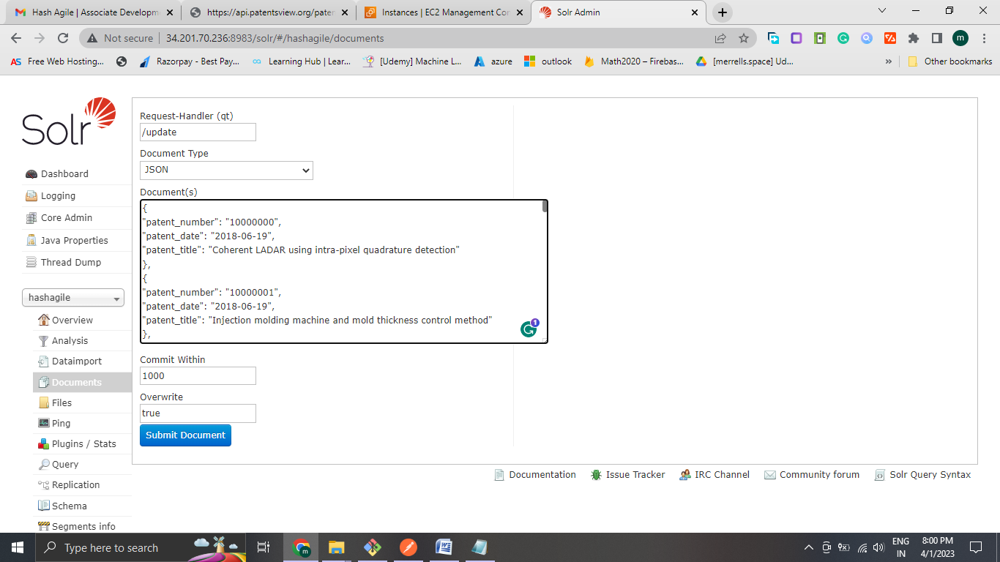 Hash Agile | Associate Developm
https://api.patentsview.org/pater
Instances | EC2 Management Cor
Solr Admin
Not secure
34.201.70.236:8983/solr/#/hashagile/documents
m
AS
Free Web Hosting...
Razorpay - Best Pay...
Learning Hub | Lear...
[Udemy] Machine L...
azure
outlook
Math2020 – Firebas...
[merrells.space] Ud...
»
Other bookmarks
Solr
Dashboard
Logging
Core Admin
Java Properties
Thread Dump
hashagile
Overview
Analysis
Dataimport
Documents
Files
Ping
Plugins / Stats
Query
Replication
Schema
Segments info
Request-Handler (qt)
/update
Document Type
JSON
Document(s)
{
"patent_number": "10000000",
"patent_date": "2018-06-19",
"patent_title": "Coherent LADAR using intra-pixel quadrature detection"
},
{
"patent_number": "10000001",
"patent_date": "2018-06-19",
"patent_title": "Injection molding machine and mold thickness control method"
},
1
Commit Within
1000
Overwrite
true
Submit Document
Documentation
Issue Tracker
IRC Channel
Community forum
Solr Query Syntax
Type here to search
m
ENG
IN
8:00 PM
4/1/2023